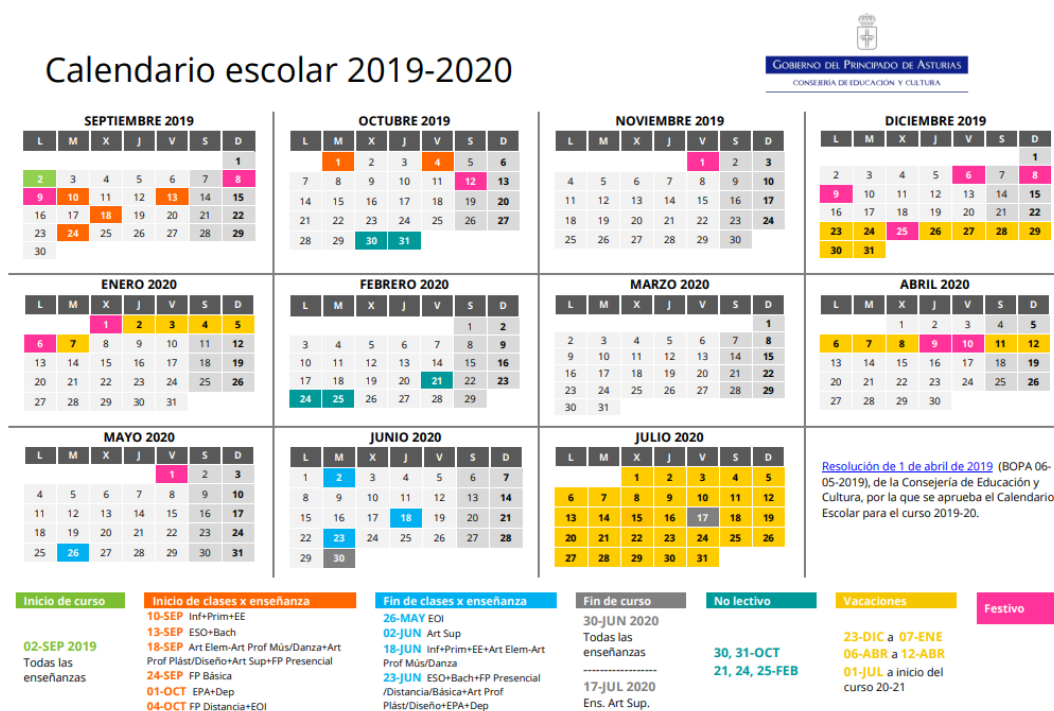 Calendario escolar 2019-2020
GOBIERNO DEL PRINCIPADO DE ASTURIAS
CONSEJERÍA DE EDUCACIÓN Y CULTURA
SEPTIEMBRE 2019
L M X J V S D
1
2 3 4 5 6 7 8
9 10 11 12 13 14 15
16 17 18 19 20 21 22
23 24 25 26 27 28 29
30
OCTUBRE 2019
L M X J V S D
1 2 3 4 5 6
7 8 9 10 11 12 13
14 15 16 17 18 19 20
21 22 23 24 25 26 27
28 29 30 31
NOVIEMBRE 2019
L M X J V S D
1 2 3
4 5 6 7 8 9 10
11 12 13 14 15 16 17
18 19 20 21 22 23 24
25 26 27 28 29 30
DICIEMBRE 2019
L M X J V S D
1
2 3 4 5 6 7 8
9 10 11 12 13 14 15
16 17 18 19 20 21 22
23 24 25 26 27 28 29
30 31
ENERO 2020
L M X J V S D
1 2 3 4 5
6 7 8 9 10 11 12
13 14 15 16 17 18 19
20 21 22 23 24 25 26
27 28 29 30 31
FEBRERO 2020
L M X J V S D
1 2
3 4 5 6 7 8 9
10 11 12 13 14 15 16
17 18 19 20 21 22 23
24 25 26 27 28 29
MARZO 2020
L M X J V S D
1
2 3 4 5 6 7 8
9 10 11 12 13 14 15
16 17 18 19 20 21 22
23 24 25 26 27 28 29
30 31
ABRIL 2020
L M X J V S D
1 2 3 4 5
6 7 8 9 10 11 12
13 14 15 16 17 18 19
20 21 22 23 24 25 26
27 28 29 30
MAYO 2020
L M X J V S D
1 2 3
4 5 6 7 8 9 10
11 12 13 14 15 16 17
18 19 20 21 22 23 24
25 26 27 28 29 30 31
JUNIO 2020
L M X J V S D
1 2 3 4 5 6 7
8 9 10 11 12 13 14
15 16 17 18 19 20 21
22 23 24 25 26 27 28
29 30
JULIO 2020
L M X J V S D
1 2 3 4 5
6 7 8 9 10 11 12
13 14 15 16 17 18 19
20 21 22 23 24 25 26
27 28 29 30 31
Resolución de 1 de abril de 2019 (BOPA 06-
05-2019), de la Consejería de Educación y
Cultura, por la que se aprueba el Calendario
Escolar para el curso 2019-20.
Inicio de curso
02-SEP 2019
Todas las
enseñanzas
Inicio de clases x enseñanza
10-SEP Inf+Prim+EE
13-SEP ESO+Bach
18-SEP Art Elem-Art Prof Mús/Danza+Art
Prof Plást/Diseño+Art Sup+FP Presencial
24-SEP FP Básica
01-OCT EPA+Dep
04-OCT FP Distancia+EOI
Fin de clases x enseñanza
26-MAY EOI
02-JUN Art Sup
18-JUN Inf+Prim+EE+Art Elem-Art
Prof Mús/Danza
23-JUN ESO+Bach+FP Presencial
/Distancia/Básica+Art Prof
Plást/Diseño+EPA+Dep
Fin de curso
30-JUN 2020
Todas las
enseñanzas
------------------
17-JUL 2020
Ens. Art Sup.
No lectivo
30, 31-OCT
21, 24, 25-FEB
Vacaciones
23-DIC a 07-ENE
06-ABR a 12-ABR
01-JUL a inicio del
curso 20-21
Festivo